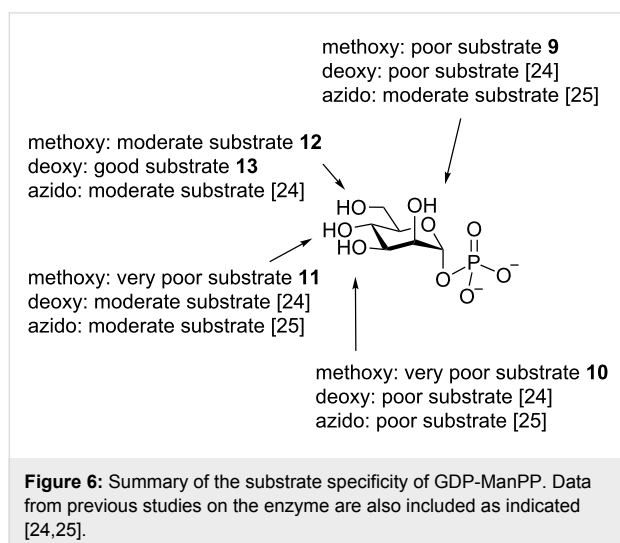 methoxy: poor substrate 9
deoxy: poor substrate [24]
azido: moderate substrate [25]
methoxy: moderate substrate 12
deoxy: good substrate 13
azido: moderate substrate [24]
HO
OH
O
HO
HO
O
P
O
O⁻
O⁻
methoxy: very poor substrate 11
deoxy: moderate substrate [24]
azido: moderate substrate [25]
methoxy: very poor substrate 10
deoxy: poor substrate [24]
azido: poor substrate [25]
Figure 6: Summary of the substrate specificity of GDP-ManPP. Data
from previous studies on the enzyme are also included as indicated
[24,25].